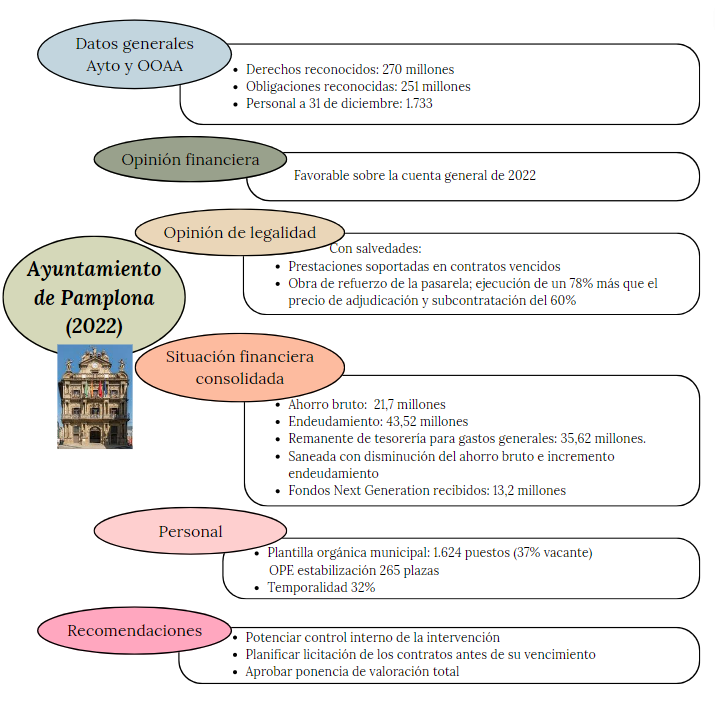 Datos generales
Ayto y OOAA
• Derechos reconocidos: 270 millones
• Obligaciones reconocidas: 251 millones
• Personal a 31 de diciembre: 1.733
Opinión financiera
Favorable sobre la cuenta general de 2022
Opinión de legalidad
Con salvedades:
• Prestaciones soportadas en contratos vencidos
• Obra de refuerzo de la pasarela; ejecución de un 78% más que el
precio de adjudicación y subcontratación del 60%
Ayuntamiento
de Pamplona
(2022)
Situación financiera
consolidada
• Ahorro bruto: 21,7 millones
• Endeudamiento: 43,52 millones
• Remanente de tesorería para gastos generales: 35,62 millones.
• Saneada con disminución del ahorro bruto e incremento
endeudamiento
• Fondos Next Generation recibidos: 13,2 millones
Personal
• Plantilla orgánica municipal: 1.624 puestos (37% vacante)
OPE estabilización 265 plazas
• Temporalidad 32%
Recomendaciones
• Potenciar control interno de la intervención
• Planificar licitación de los contratos antes de su vencimiento
• Aprobar ponencia de valoración total